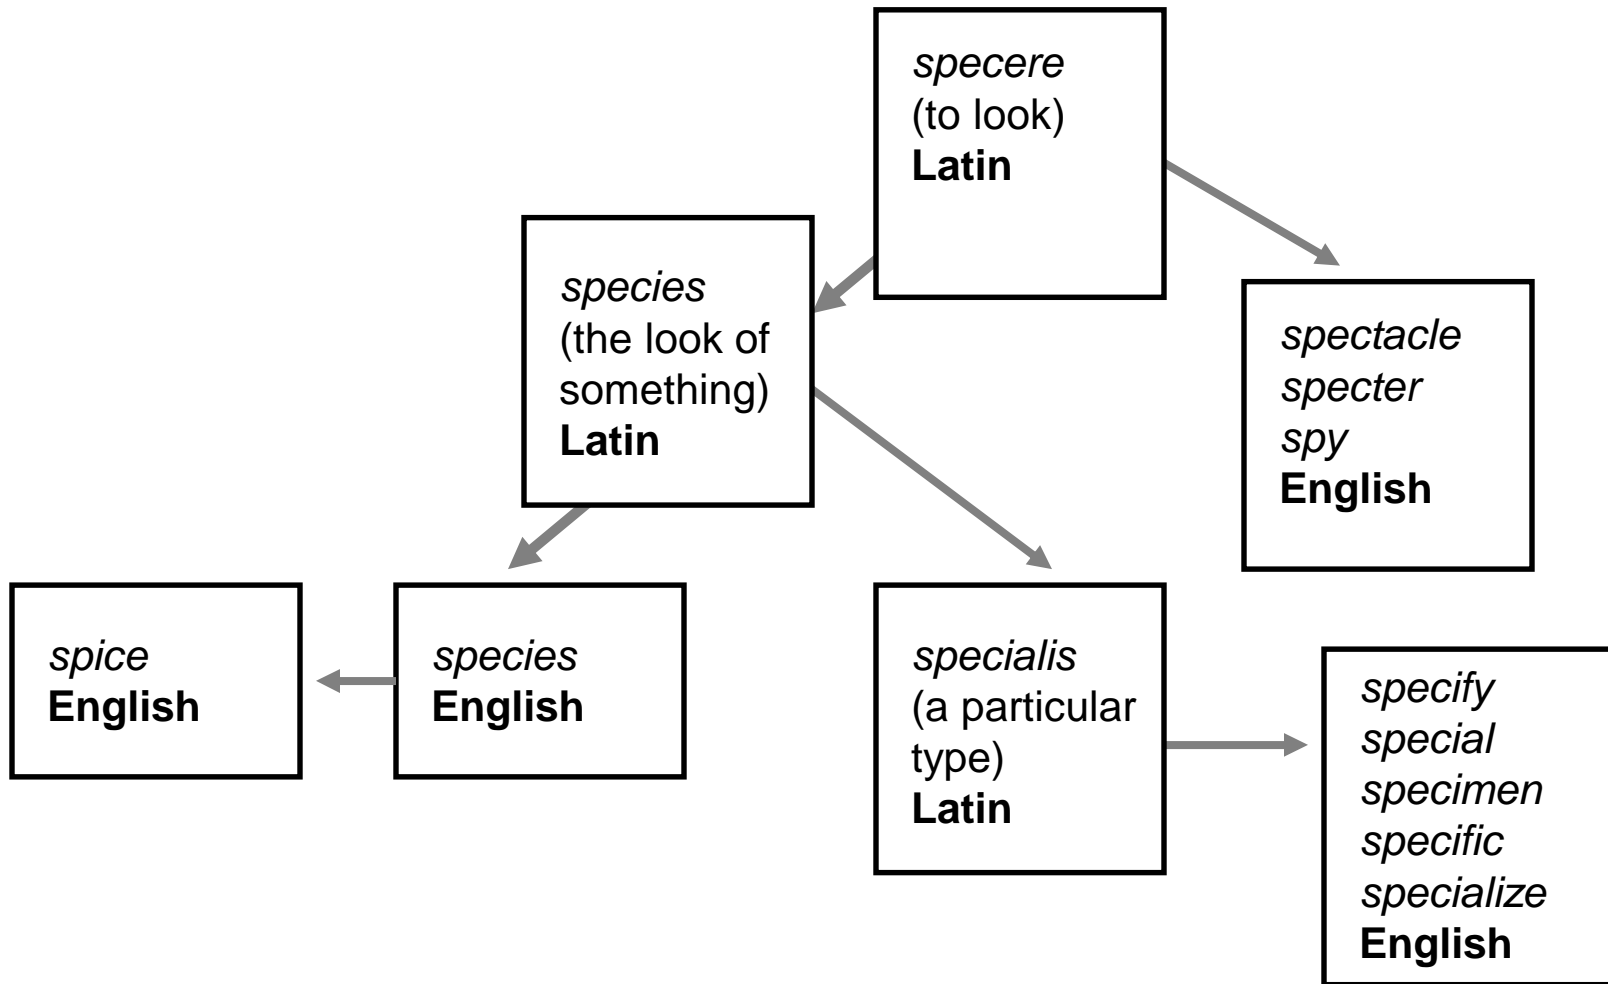 specere
(to look)
Latin
species
(the look of
something)
Latin
spectacle
specter
spy
English
spice
English
species
English
specialis
(a particular
type)
Latin
specify
special
specimen
specific
specialize
English